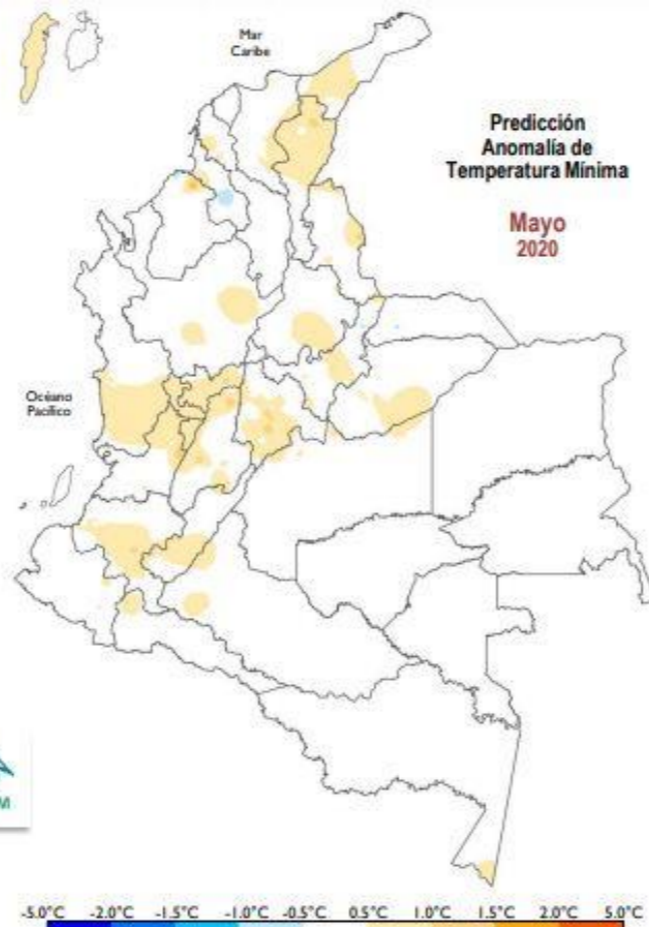 Mar
Caribe
Predicción
Anomalía de
Temperatura Mínima
Mayo
2020
Océano
Pacífico
M
-5.0°C -2.0°C -1.5°C -1.0°C -0.5°C 0.5°C 1.0°C 1.5°C 2.0°C 5.0°C